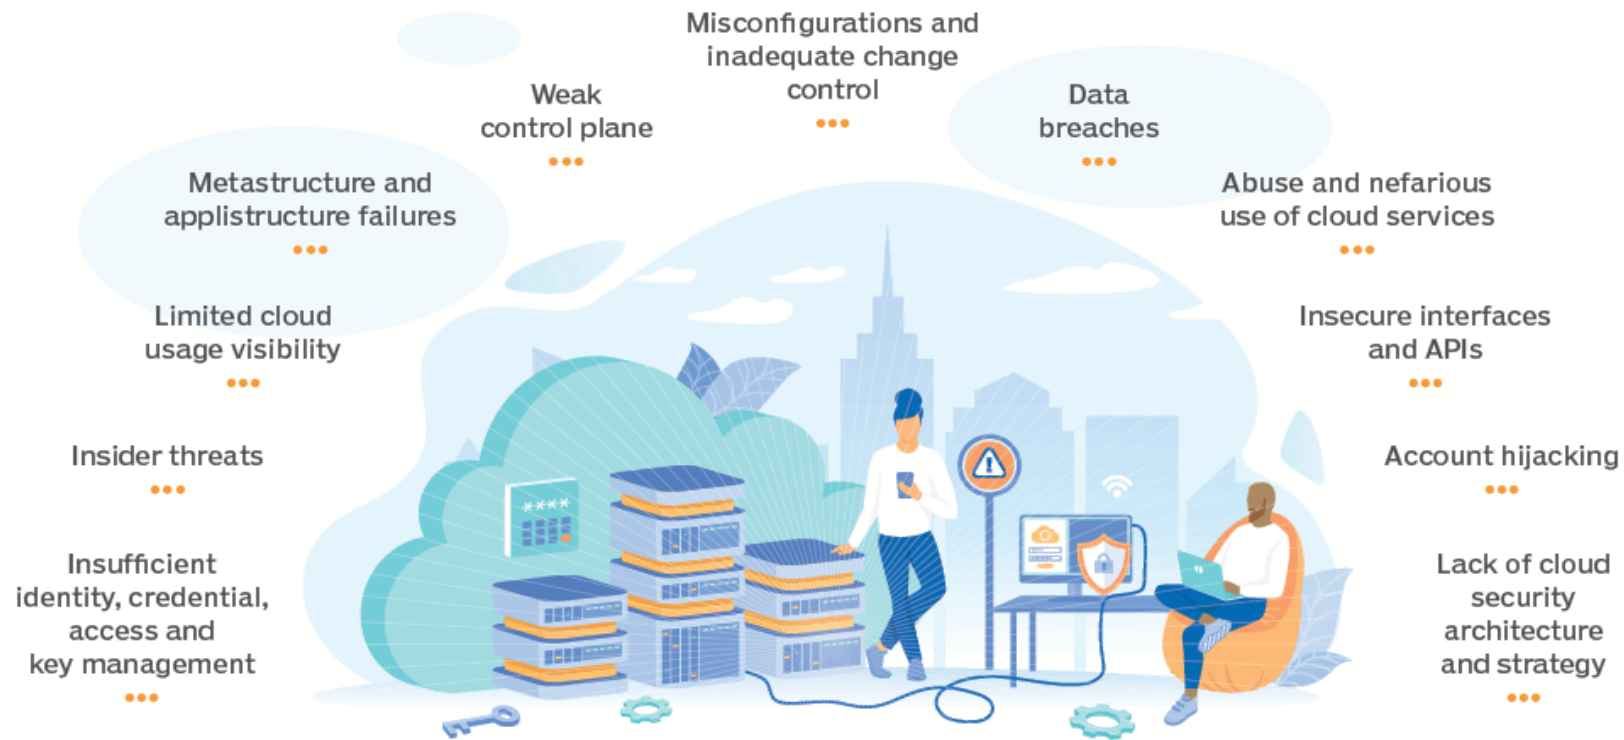 Misconfigurations and
inadequate change
control
Weak
control plane
Data
breaches
Metastructure and
applistructure failures
Abuse and nefarious
use of cloud services
Limited cloud
usage visibility
Insecure interfaces
and APIs
Insider threats
Account hijacking
Insufficient
identity, credential,
access and
key management
Lack of cloud
security
architecture
and strategy
****